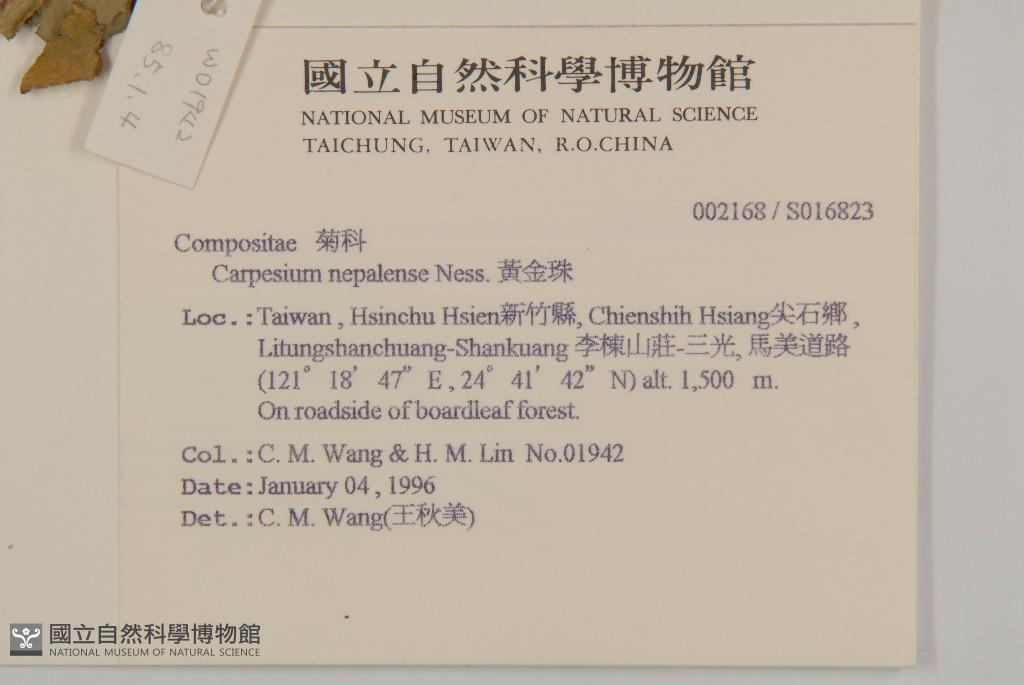 W01942
85.1.4
國立自然科學博物館
NATIONAL MUSEUM OF NATURAL SCIENCE
TAICHUNG, TAIWAN, R.O.CHINA
002168 / S016823
Compositae 菊科
Carpesium nepalense Ness. 黃金珠
Loc.: Taiwan , Hsinchu Hsien新竹縣, Chienshih Hsiang尖石鄉 ,
Litungshanchuang-Shankuang 李棟山莊-三光, 馬美道路
(121° 18' 47" E , 24° 41' 42" N) alt. 1,500 m.
On roadside of boardleaf forest.
Col.: C. M. Wang & H. M. Lin No.01942
Date: January 04 , 1996
Det.: C. M. Wang(王秋美)
國立自然科學博物館
NATIONAL MUSEUM OF NATURAL SCIENCE